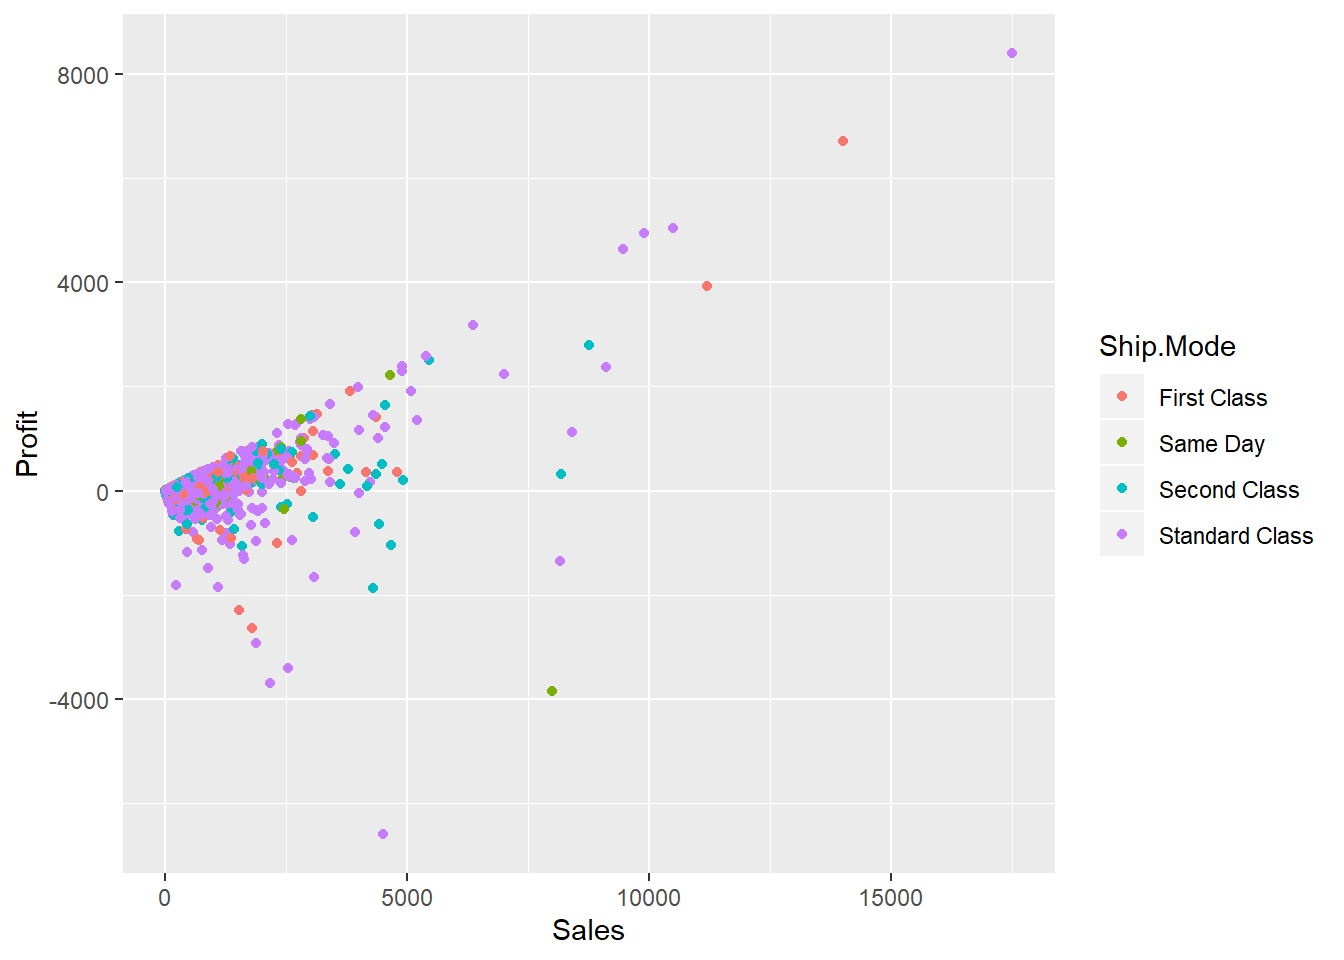 8000
4000
0
-4000
Profit
0
5000
10000
15000
Sales
Ship.Mode
First Class
Same Day
Second Class
Standard Class